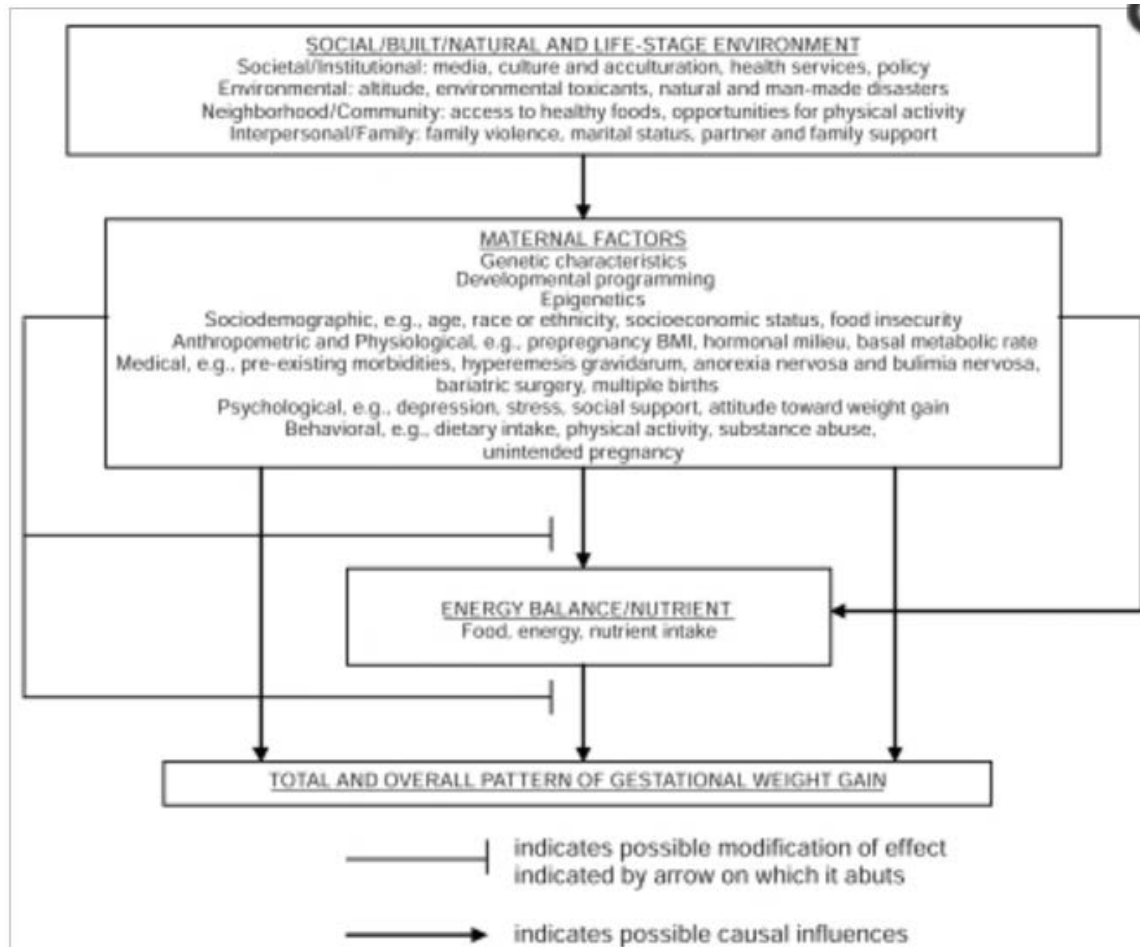 SOCIAL/BUILT/NATURAL AND LIFE-STAGE ENVIRONMENT
Societal/Institutional: media, culture and acculturation, health services, policy
Environmental: altitude, environmental toxicants, natural and man-made disasters
Neighborhood/Community: access to healthy foods, opportunities for physical activity
Interpersonal/Family: family violence, marital status, partner and family support
MATERNAL FACTORS
Genetic characteristics
Developmental programming
Epigenetics
Sociodemographic, e.g., age, race or ethnicity, socioeconomic status, food insecurity
Anthropometric and Physiological, e.g., prepregnancy BMI, hormonal milieu, basal metabolic rate
Medical, e.g., pre-existing morbidities, hyperemesis gravidarum, anorexia nervosa and bulimia nervosa,
bariatric surgery, multiple births
Psychological, e.g., depression, stress, social support, attitude toward weight gain
Behavioral, e.g., dietary intake, physical activity, substance abuse,
unintended pregnancy
ENERGY BALANCE/NUTRIENT
Food, energy, nutrient intake
TOTAL AND OVERALL PATTERN OF GESTATIONAL WEIGHT GAIN
indicates possible modification of effect
indicated by arrow on which it abuts
indicates possible causal influences